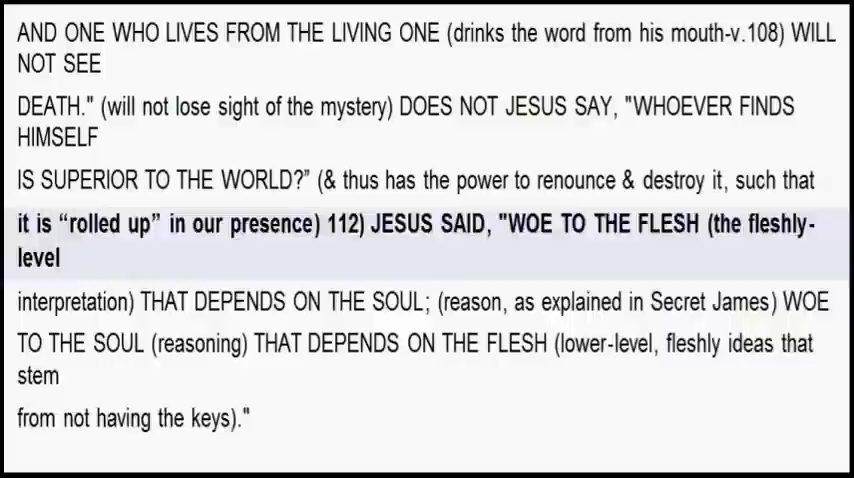 AND ONE WHO LIVES FROM THE LIVING ONE (drinks the word from his mouth-v.108) WILL
NOT SEE
DEATH." (will not lose sight of the mystery) DOES NOT JESUS SAY, "WHOEVER FINDS
HIMSELF
IS SUPERIOR TO THE WORLD?” (& thus has the power to renounce & destroy it, such that
it is “rolled up” in our presence) 112) JESUS SAID, "WOE TO THE FLESH (the fleshly-
level
interpretation) THAT DEPENDS ON THE SOUL; (reason, as explained in Secret James) WOE
TO THE SOUL (reasoning) THAT DEPENDS ON THE FLESH (lower-level, fleshly ideas that
stem
from not having the keys)."